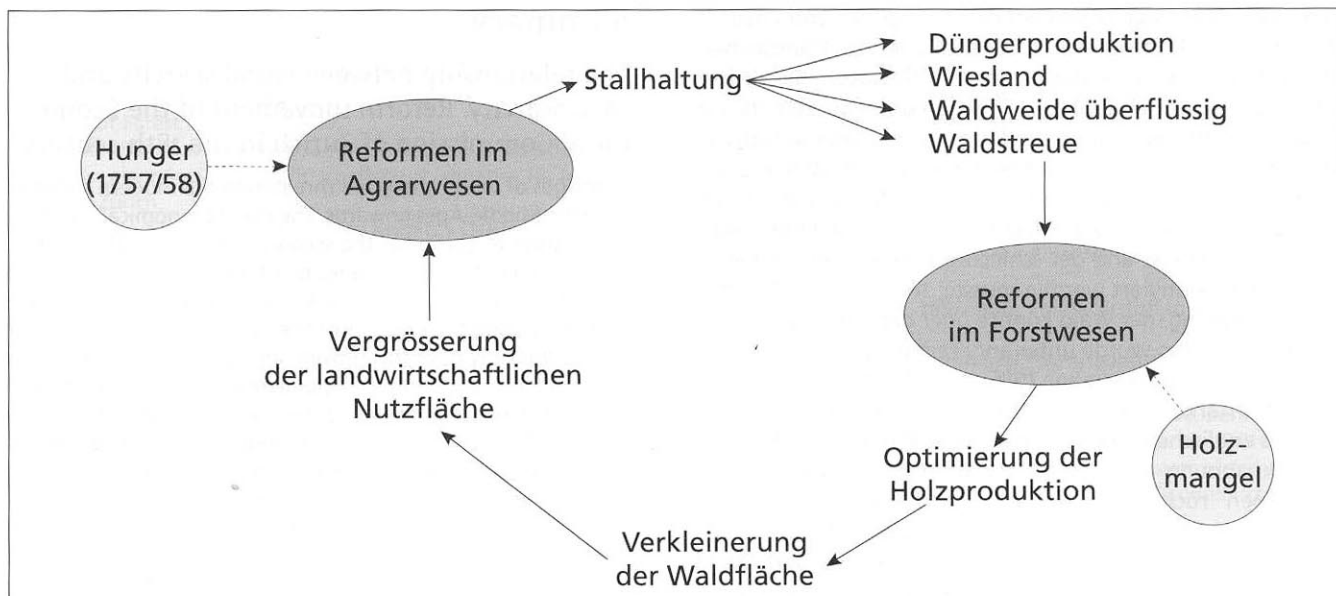 Stallhaltung
Düngerproduktion
Wiesland
Waldweide überflüssig
Waldstreue
Hunger
(1757/58)
Reformen im
Agrarwesen
Reformen
im Forstwesen
Vergrösserung
der landwirtschaftlichen
Nutzfläche
Optimierung der
Holzproduktion
Holz-
mangel
Verkleinerung
der Waldfläche